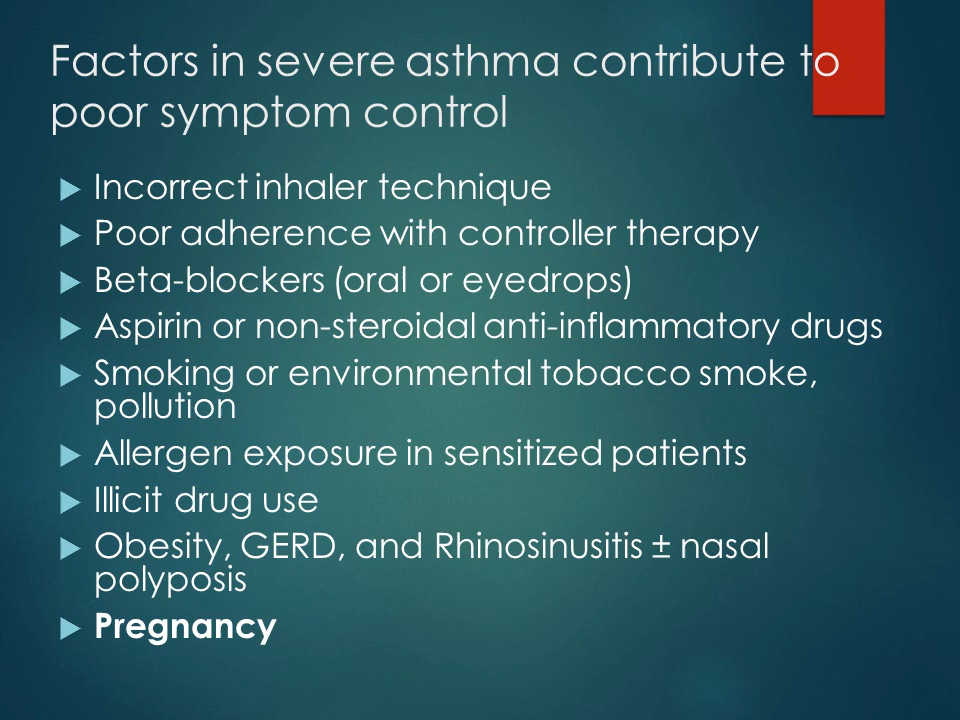 Factors in severe asthma contribute to
poor symptom control
Incorrect inhaler technique
Poor adherence with controller therapy
Beta-blockers (oral or eyedrops)
Aspirin or non-steroidal anti-inflammatory drugs
Smoking or environmental tobacco smoke,
pollution
Allergen exposure in sensitized patients
Illicit drug use
Obesity, GERD, and Rhinosinusitis ± nasal
polyposis
Pregnancy